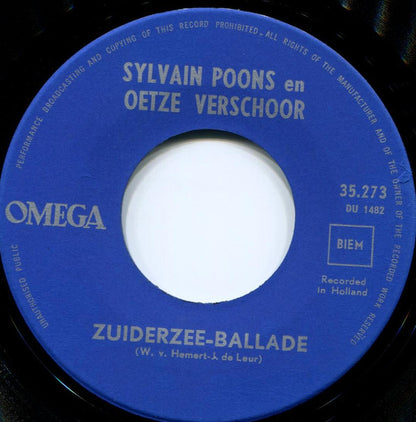 UNAUTHORISED PUBLIC PERFORMANCE BROADCASTING AND COPYING OF THIS RECORD PROHIBITED-ALL RIGHTS OF THE MANUFACTURER AND OF THE OWNER OF THE RECORDED WORK RESERVED
SYLVAIN POONS en
OETZE VERSCHOOR
OMEGA
35.273
DU 1482
BIEM
Recorded
in Holland
ZUIDERZEE-BALLADE
(W. v. Hemert-J. de Leur)